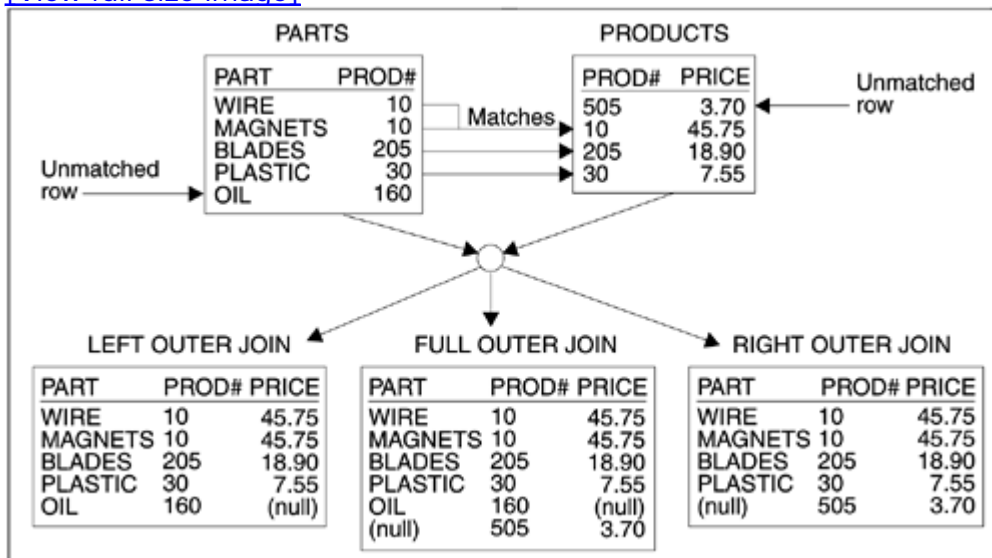 [View full size image]
PARTS
PRODUCTS
PART PROD#
WIRE 10
MAGNETS 10
BLADES 205
PLASTIC 30
OIL 160
Matches
PROD# PRICE
505 3.70
10 45.75
205 18.90
30 7.55
Unmatched
row
Unmatched
row
LEFT OUTER JOIN
PART PROD# PRICE
WIRE 10 45.75
MAGNETS 10 45.75
BLADES 205 18.90
PLASTIC 30 7.55
OIL 160 (null)
FULL OUTER JOIN
PART PROD# PRICE
WIRE 10 45.75
MAGNETS 10 45.75
BLADES 205 18.90
PLASTIC 30 7.55
OIL 160 (null)
(null) 505 3.70
RIGHT OUTER JOIN
PART PROD# PRICE
WIRE 10 45.75
MAGNETS 10 45.75
BLADES 205 18.90
PLASTIC 30 7.55
(null) 505 3.70